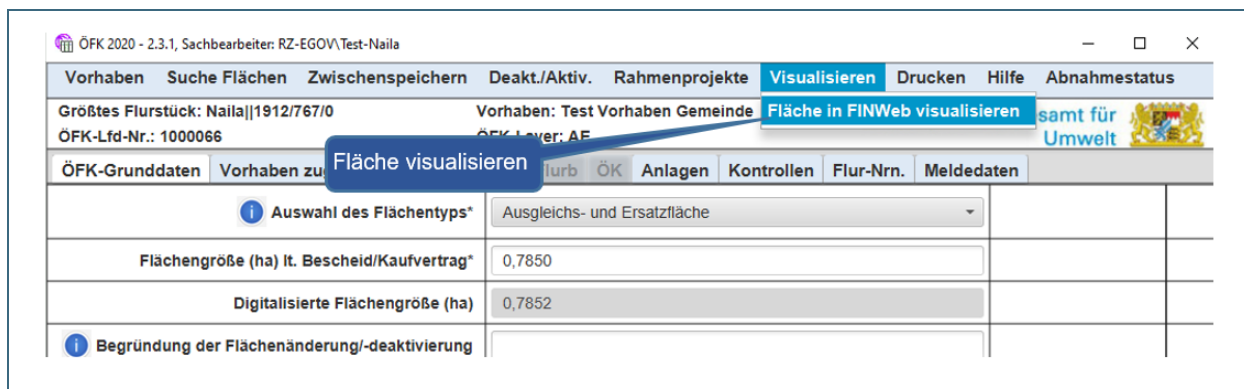 ÖFK 2020 - 2.3.1, Sachbearbeiter: RZ-EGOV\Test-Naila
Vorhaben Suche Flächen Zwischenspeichern Deakt./Aktiv. Rahmenprojekte Visualisieren Drucken Hilfe Abnahmestatus
Größtes Flurstück: Naila||1912/767/0 Vorhaben: Test Vorhaben Gemeinde Fläche in FINWeb visualisieren samt für
ÖFK-Lfd-Nr.: 1000066 ÖFK-Layer: AE Umwelt
Fläche visualisieren
ÖFK-Grunddaten Vorhaben zu lurb ÖK Anlagen Kontrollen Flur-Nrn. Meldedaten
Auswahl des Flächentyps* Ausgleichs- und Ersatzfläche
Flächengröße (ha) lt. Bescheid/Kaufvertrag* 0,7850
Digitalisierte Flächengröße (ha) 0,7852
Begründung der Flächenänderung/-deaktivierung